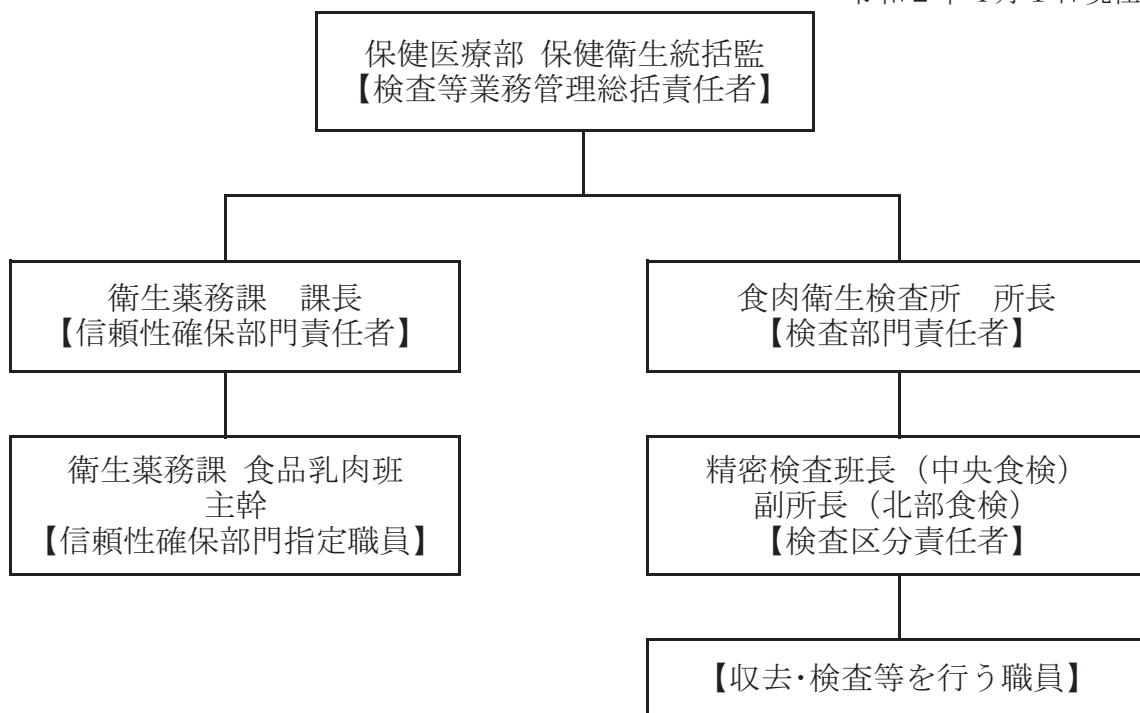 保健医療部 保健衛生統括監
【検査等業務管理総括責任者】
衛生薬務課　課長
【信頼性確保部門責任者】
食肉衛生検査所　所長
【検査部門責任者】
衛生薬務課 食品乳肉班
主幹
【信頼性確保部門指定職員】
精密検査班長（中央食検）
副所長（北部食検）
【検査区分責任者】
【収去・検査等を行う職員】